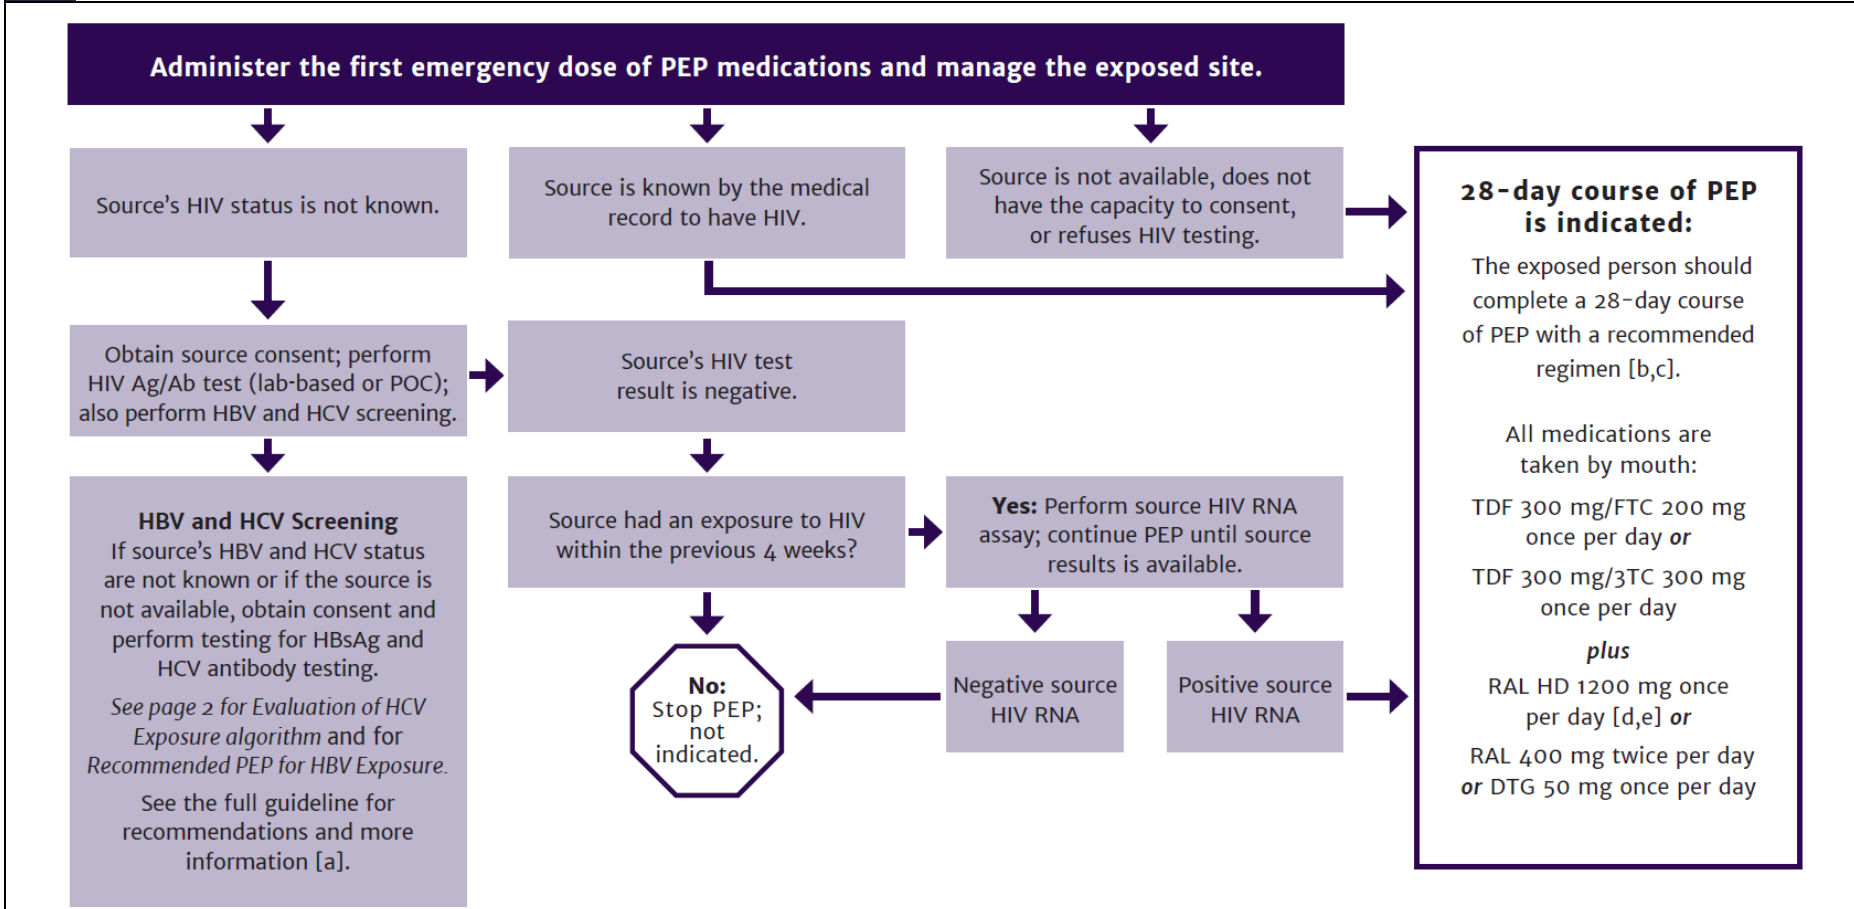 Administer the first emergency dose of PEP medications and manage the exposed site.
Source's HIV status is not known.
Source is known by the medical
record to have HIV.
Source is not available, does not
have the capacity to consent,
or refuses HIV testing.
Obtain source consent; perform
HIV Ag/Ab test (lab-based or POC);
also perform HBV and HCV screening.
Source's HIV test
result is negative.
HBV and HCV Screening
If source's HBV and HCV status
are not known or if the source is
not available, obtain consent and
perform testing for HBsAg and
HCV antibody testing.
See page 2 for Evaluation of HCV
Exposure algorithm and for
Recommended PEP for HBV Exposure.
See the full guideline for
recommendations and more
information [a].
Source had an exposure to HIV
within the previous 4 weeks?
Yes: Perform source HIV RNA
assay; continue PEP until source
results is available.
No:
Stop PEP;
not
indicated.
Negative source
HIV RNA
Positive source
HIV RNA
28-day course of PEP
is indicated:
The exposed person should
complete a 28-day course
of PEP with a recommended
regimen [b,c].
All medications are
taken by mouth:
TDF 300 mg/FTC 200 mg
once per day or
TDF 300 mg/3TC 300 mg
once per day
plus
RAL HD 1200 mg once
per day [d,e] or
RAL 400 mg twice per day
or DTG 50 mg once per day